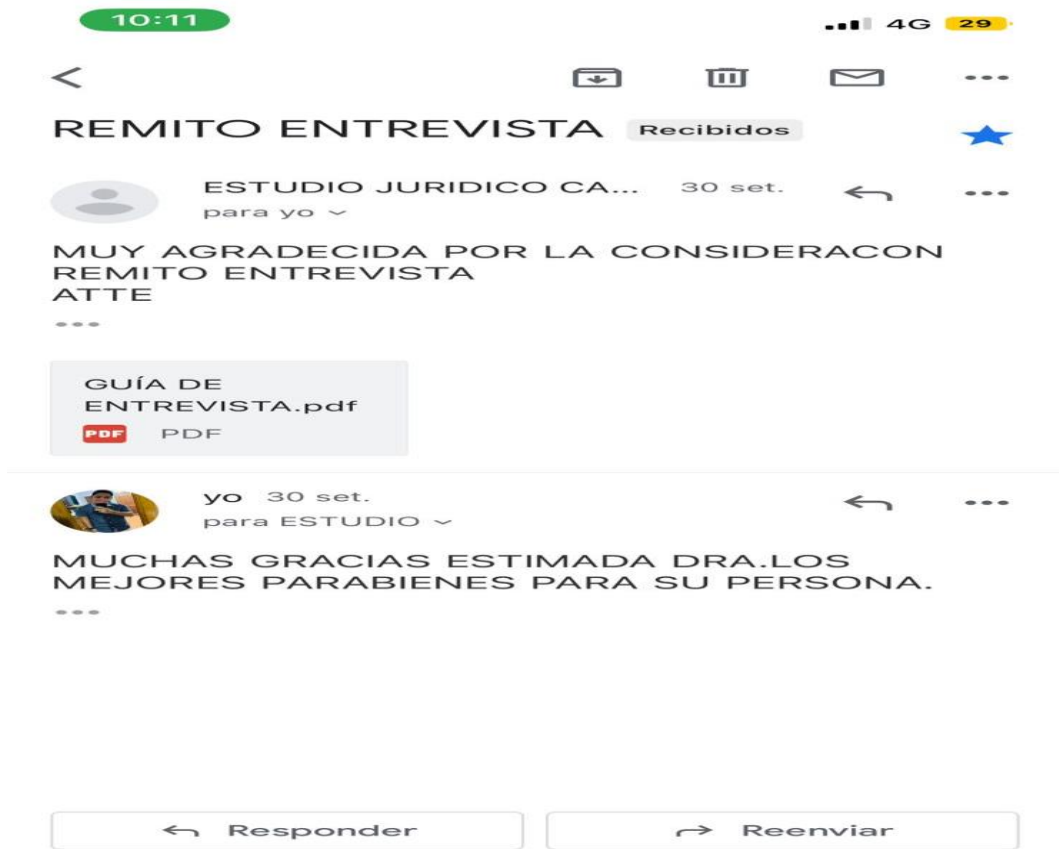 10:11
4G 29
REMITO ENTREVISTA Recibidos
ESTUDIO JURIDICO CA... 30 set.
para yo
MUY AGRADECIDA POR LA CONSIDERACON
REMITO ENTREVISTA
ATTE
GUÍA DE
ENTREVISTA.pdf
PDF PDF
yo 30 set.
para ESTUDIO
MUCHAS GRACIAS ESTIMADA DRA.LOS
MEJORES PARABIENES PARA SU PERSONA.
Responder Reenviar